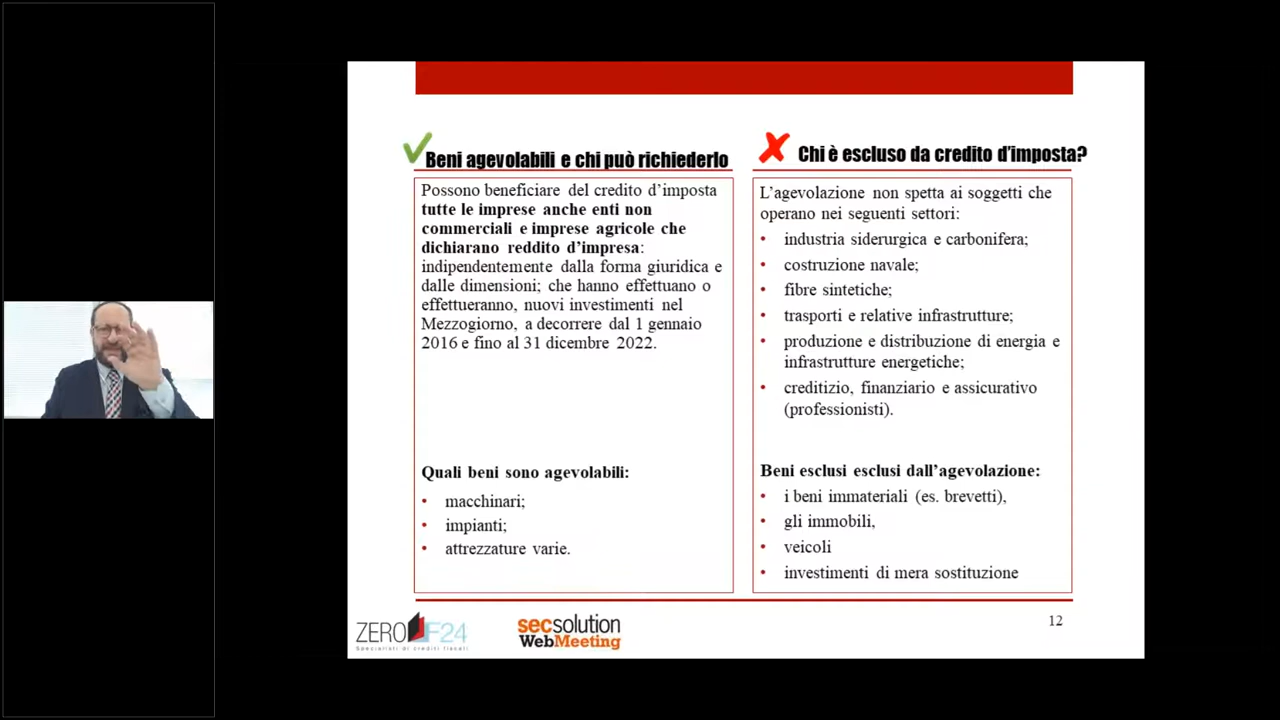 Beni agevolabili e chi può richiederlo
Possono beneficiare del credito d'imposta
tutte le imprese anche enti non
commerciali e imprese agricole che
dichiarano reddito d'impresa:
indipendentemente dalla forma giuridica e
dalle dimensioni; che hanno effettuano o
effettueranno, nuovi investimenti nel
Mezzogiorno, a decorrere dal 1 gennaio
2016 e fino al 31 dicembre 2022.
Quali beni sono agevolabili:
• macchinari;
• impianti;
• attrezzature varie.
Chi è escluso da credito d'imposta?
L'agevolazione non spetta ai soggetti che
operano nei seguenti settori:
• industria siderurgica e carbonifera;
• costruzione navale;
• fibre sintetiche;
• trasporti e relative infrastrutture;
• produzione e distribuzione di energia e
infrastrutture energetiche;
• creditizio, finanziario e assicurativo
(professionisti).
Beni esclusi esclusi dall'agevolazione:
• i beni immateriali (es. brevetti),
• gli immobili,
• veicoli
• investimenti di mera sostituzione
ZERO F24
Specialisti di crediti fiscali
secsolution
WebMeeting
12